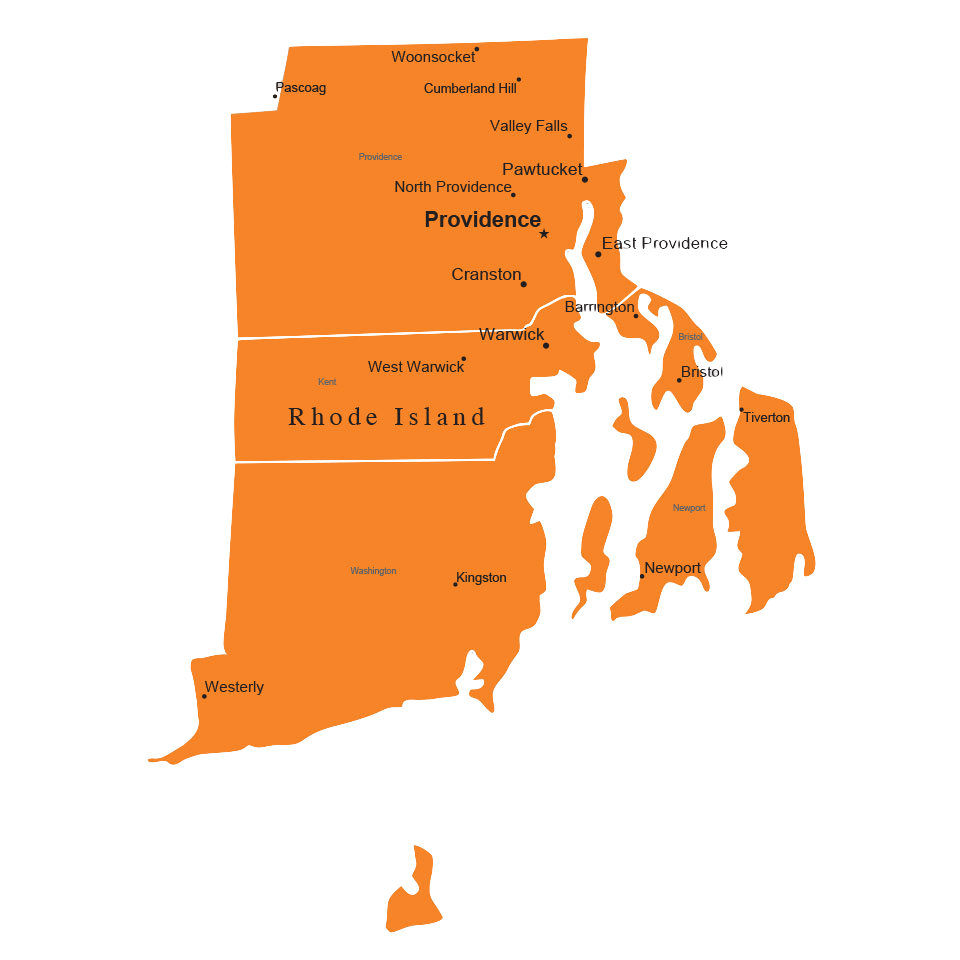 Woonsocket
Pascoag
Cumberland Hill
Valley Falls
Providence
Pawtucket
North Providence
Providence
East Providence
Cranston
Barrington
Warwick
Bristol
West Warwick
Bristol
Kent
Rhode Island
Tiverton
Newport
Washington
Kingston
Newport
Westerly